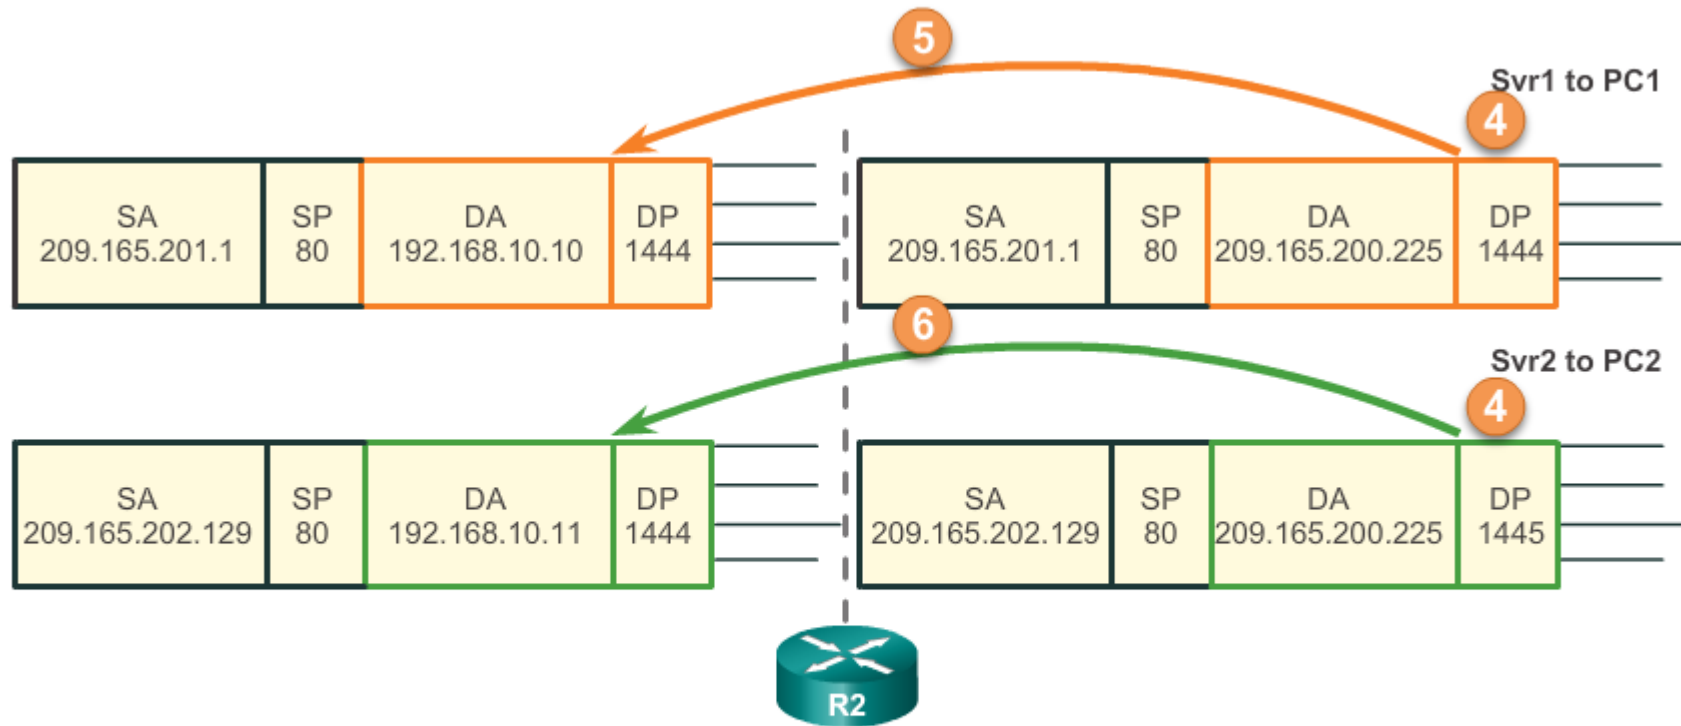 5
Svr1 to PC1
4
SA
209.165.201.1
SP
80
DA
192.168.10.10
DP
1444
SA
209.165.201.1
SP
80
DA
209.165.200.225
DP
1444
6
Svr2 to PC2
4
SA
209.165.202.129
SP
80
DA
192.168.10.11
DP
1444
SA
209.165.202.129
SP
80
DA
209.165.200.225
DP
1445
R2